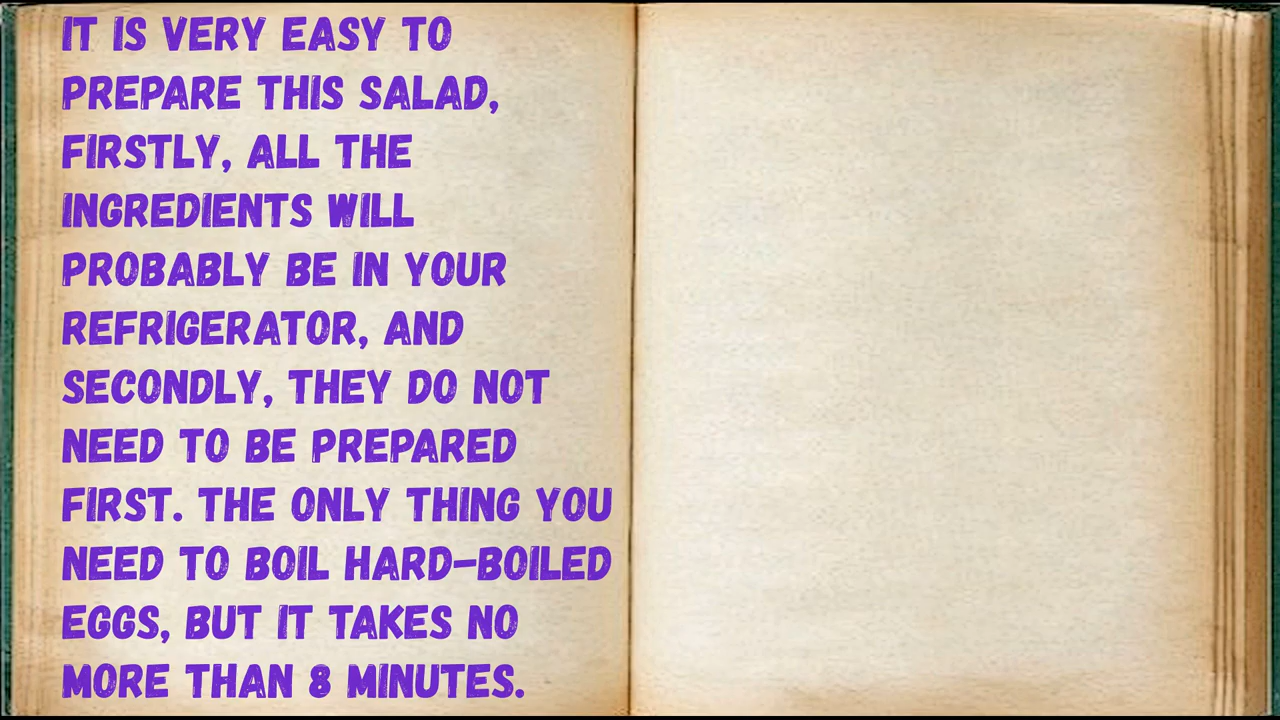 IT IS VERY EASY TO
PREPARE THIS SALAD,
FIRSTLY, ALL THE
INGREDIENTS WILL
PROBABLY BE IN YOUR
REFRIGERATOR, AND
SECONDLY, THEY DO NOT
NEED TO BE PREPARED
FIRST. THE ONLY THING YOU
NEED TO BOIL HARD-BOILED
EGGS, BUT IT TAKES NO
MORE THAN 8 MINUTES.